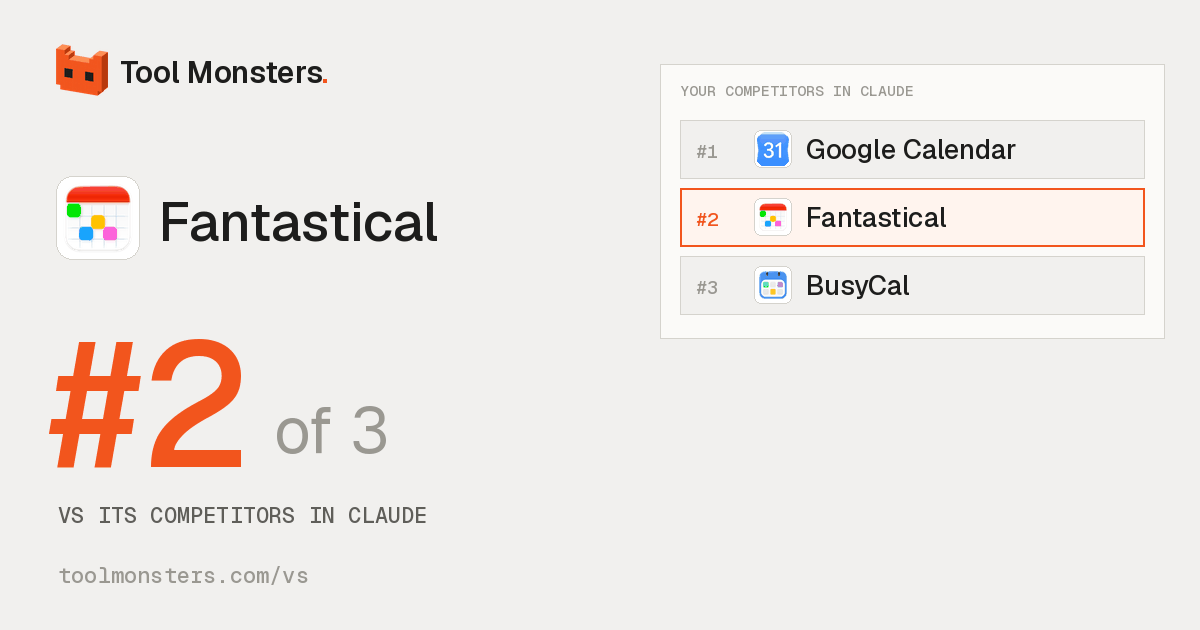 Tool Monsters.
Fantastical
#2 of 3
VS ITS COMPETITORS IN CLAUDE
toolmonsters.com/vs
YOUR COMPETITORS IN CLAUDE
#1 31 Google Calendar
#2 Fantastical
#3 BusyCal